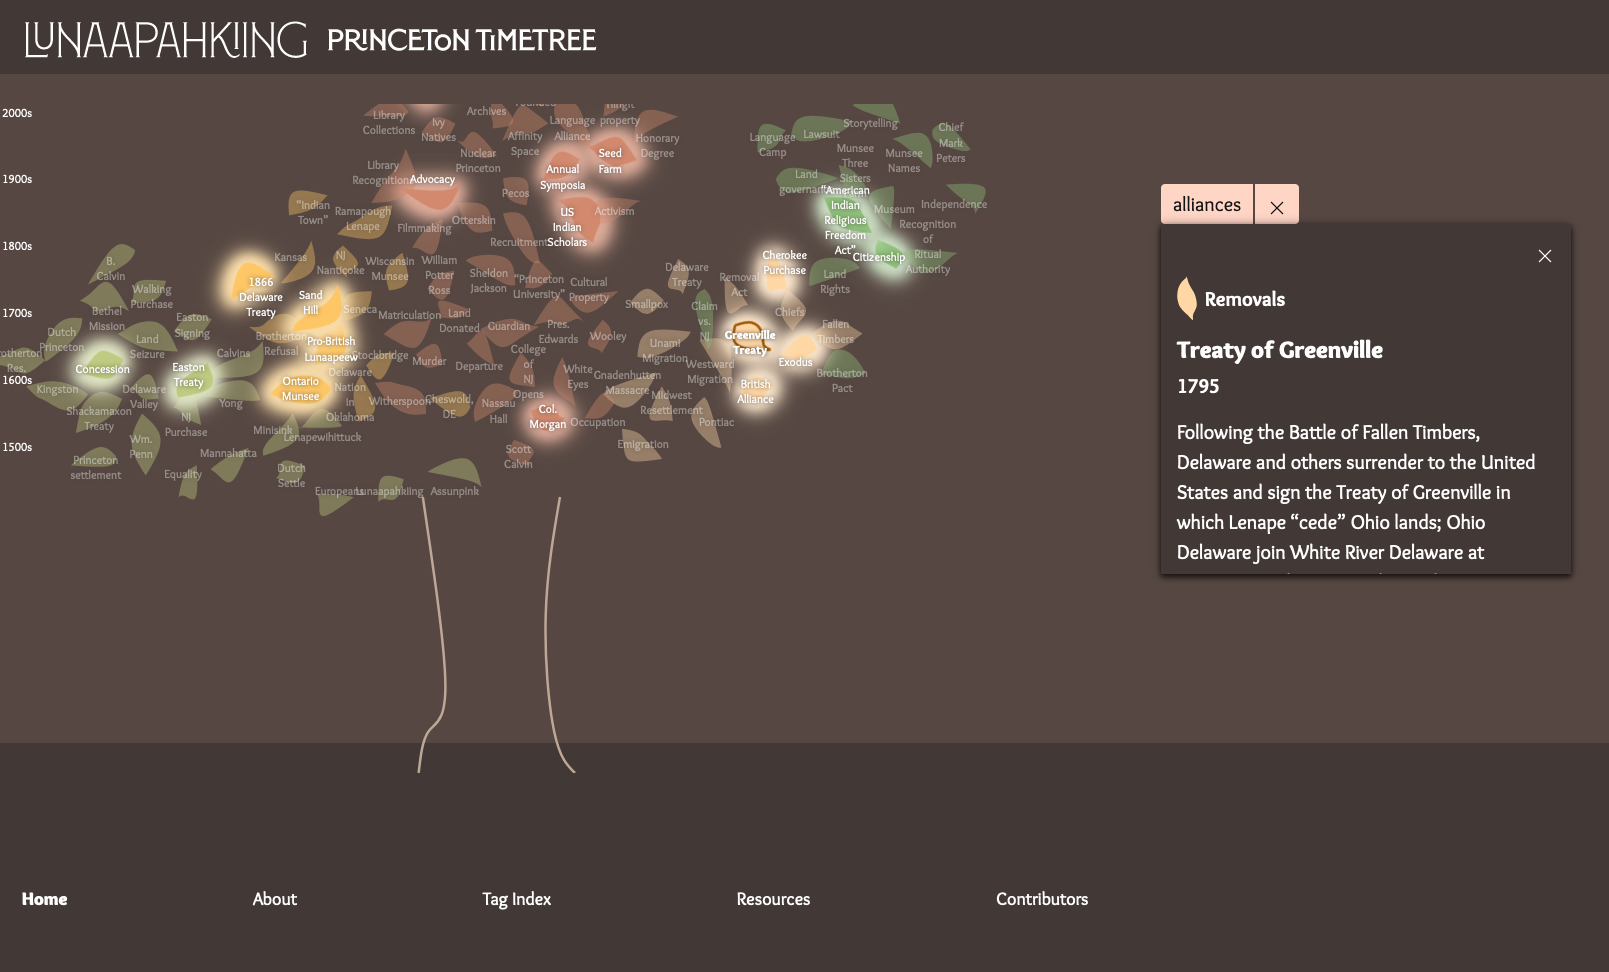 LUNAAPAHKIING PRINCETON TIMETREE
2000s
1900s
1800s
1700s
1600s
1500s
Library
Collections
Ivy
Natives
Archives
Language
Alliance
property
Affinity
Space
Honorary
Degree
Nuclear
Princeton
Library
Recognition
Advocacy
Annual
Symposia
Seed
Farm
Pecos
US
Indian
Scholars
Activism
Otterskin
Filmmaking
Recruitment
"Indian
Town"
Ramapough
Lenape
Language
Camp
Lawsuit
Storytelling
Chief
Mark
Peters
Munsee
Three
Sisters
Munsee
Names
Land
"American
Indian
Religious
Freedom
Act"
Museum
Independence
Recognition
of
Ritual
Authority
Citizenship
Land
Rights
Cherokee
Purchase
Delaware
Treaty
Removal
Act
Chiefs
Smallpox
Claim
vs.
NJ
Greenville
Treaty
Fallen
Timbers
Exodus
Unami
Migration
Westward
Migration
British
Alliance
Brotherton
Pact
Midwest
Resettlement
Pontiac
Emigration
Gnadenhutten
Massacre
B.
Calvin
Walking
Purchase
Kansas
NJ
Nanticoke
Wisconsin
Munsee
William
Potter
Ross
Sheldon
Jackson
"Princeton
University"
Cultural
Property
1866
Delaware
Treaty
Sand
Hill
Seneca
Matriculation
Land
Donated
Guardian
Pres.
Edwards
Wooley
Bethel
Mission
Easton
Signing
Dutch
Princeton
Land
Seizure
Brotherton
Refusal
Pro-British
Lunaapeew
Stockbridge
Murder
Departure
College
of
NJ
Opens
White
Eyes
Calvins
Res.
Concession
Easton
Treaty
Ontario
Munsee
Delaware
Nation
in
Oklahoma
Witherspoon
Cheswold,
DE
Nassau
Hall
Col.
Morgan
Occupation
Kingston
Delaware
Valley
Yong
Shackamaxon
Treaty
NJ
Purchase
Minisink
Lenapewihittuck
Wm.
Penn
Mannahatta
Scott
Calvin
Princeton
settlement
Equality
Dutch
Settle
Europeans
Lunaapahkiing
Assunpink
alliances
Removals
Treaty of Greenville
1795
Following the Battle of Fallen Timbers,
Delaware and others surrender to the United
States and sign the Treaty of Greenville in
which Lenape “cede” Ohio lands; Ohio
Delaware join White River Delaware at
Home About Tag Index Resources Contributors